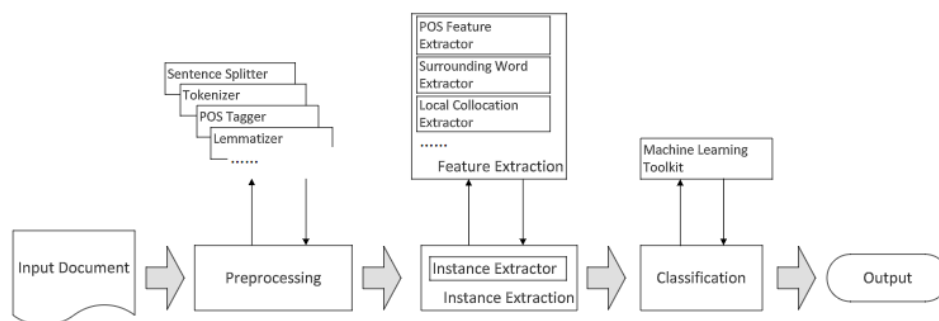 POS Feature
Extractor
Surrounding Word
Extractor
Local Collocation
Extractor
......
Feature Extraction
Sentence Splitter
Tokenizer
POS Tagger
Lemmatizer
......
Machine Learning
Toolkit
Input Document
Preprocessing
Instance Extractor
Instance Extraction
Classification
Output